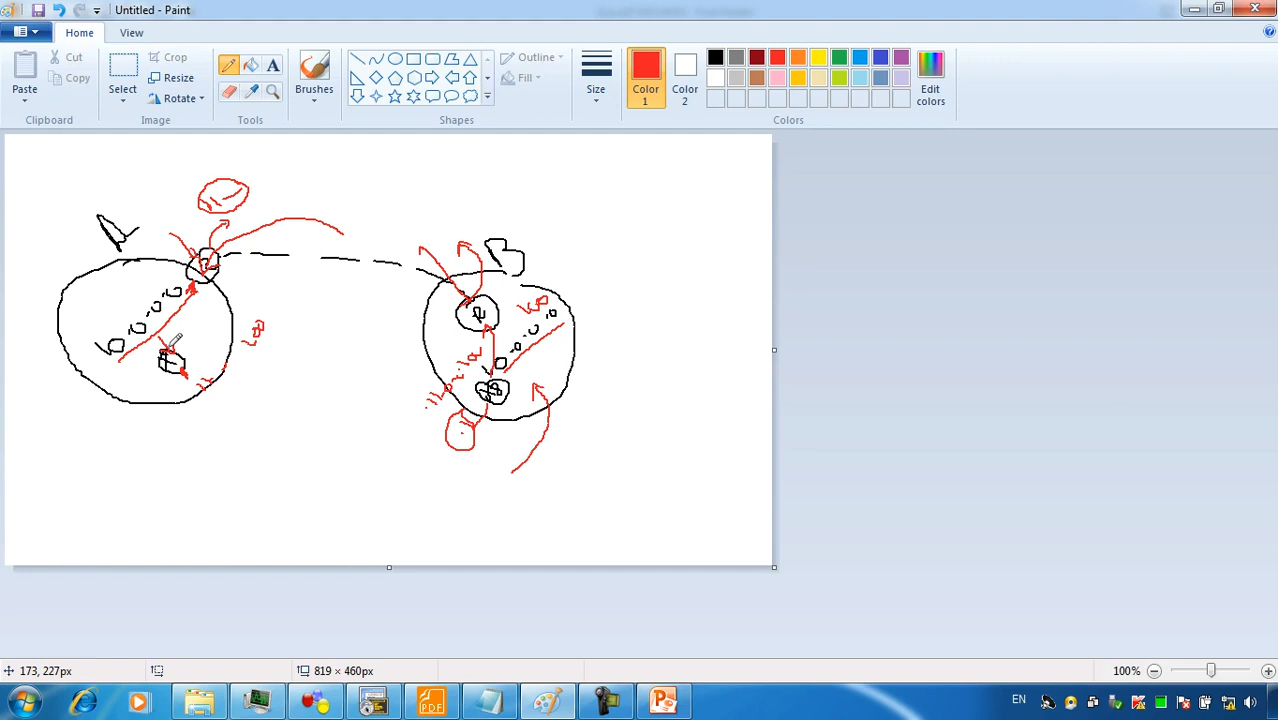 Untitled - Paint
Home
View
Paste
Cut
Copy
Clipboard
Select
Crop
Resize
Rotate
Image
Tools
Brushes
Outline
Fill
Shapes
Size
Color 1
Color 2
Edit colors
Colors
A
B
R
100
173, 227px
819 × 460px
100%
EN